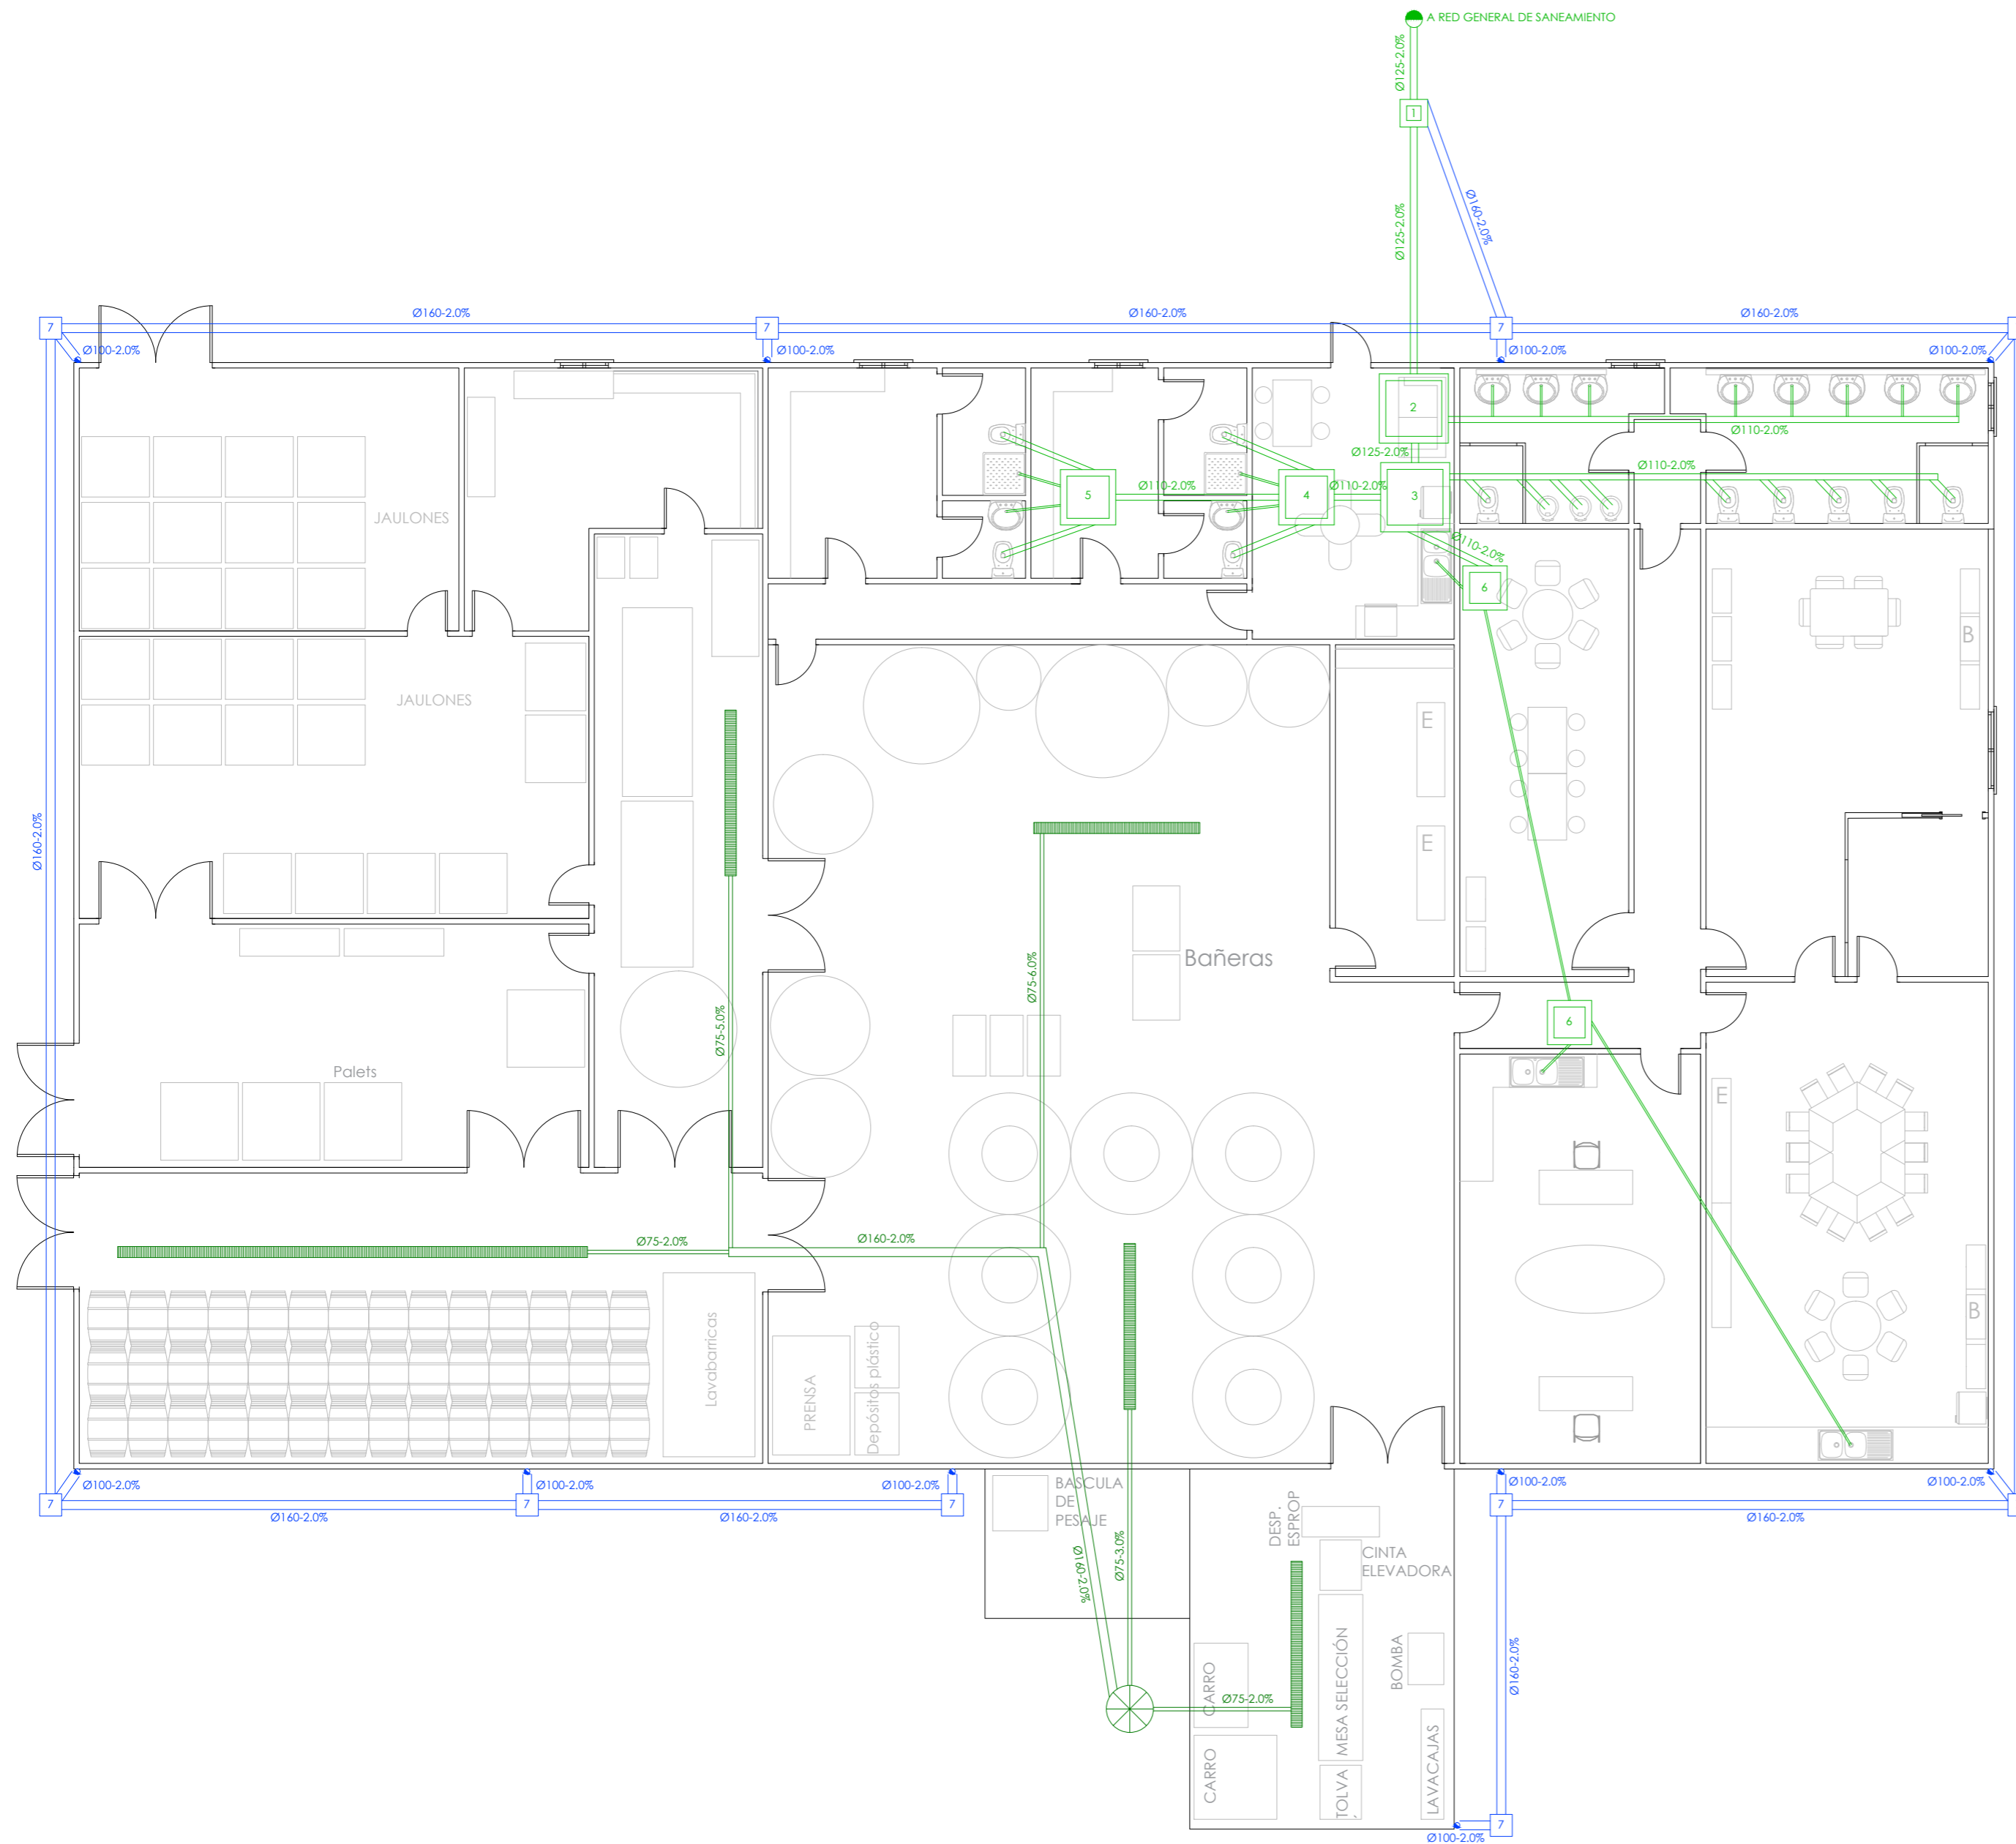 A RED GENERAL DE SANEAMIENTO
Ø125-2.0%
1
Ø125-2.0%
Ø160-2.0%
7
Ø160-2.0%
7
Ø160-2.0%
7
Ø160-2.0%
Ø100-2.0%
Ø100-2.0%
Ø100-2.0%
Ø100-2.0%
2
Ø110-2.0%
Ø125-2.0%
Ø110-2.0%
5
Ø110-2.0%
4
Ø110-2.0%
3
JAULONES
Ø110-2.0%
6
B
JAULONES
E
E
Ø160-2.0%
Bañeras
Ø75-6.0%
Ø75-5.0%
6
Palets
E
Ø75-2.0%
Ø160-2.0%
B
Lavabarricas
PRENSA
Depósitos plástico
Ø100-2.0%
Ø100-2.0%
Ø100-2.0%
Ø100-2.0%
Ø100-2.0%
7
7
7
7
Ø160-2.0%
Ø160-2.0%
Ø160-2.0%
BASCULA
DE
PESAJE
DESP.
ESPROP
CINTA
ELEVADORA
Ø160-2.0%
Ø75-3.0%
Ø160-2.0%
BOMBA
MESA SELECCIÓN
CARRO
Ø75-2.0%
CARRO
TOLVA
LAVACAJAS
7
Ø100-2.0%